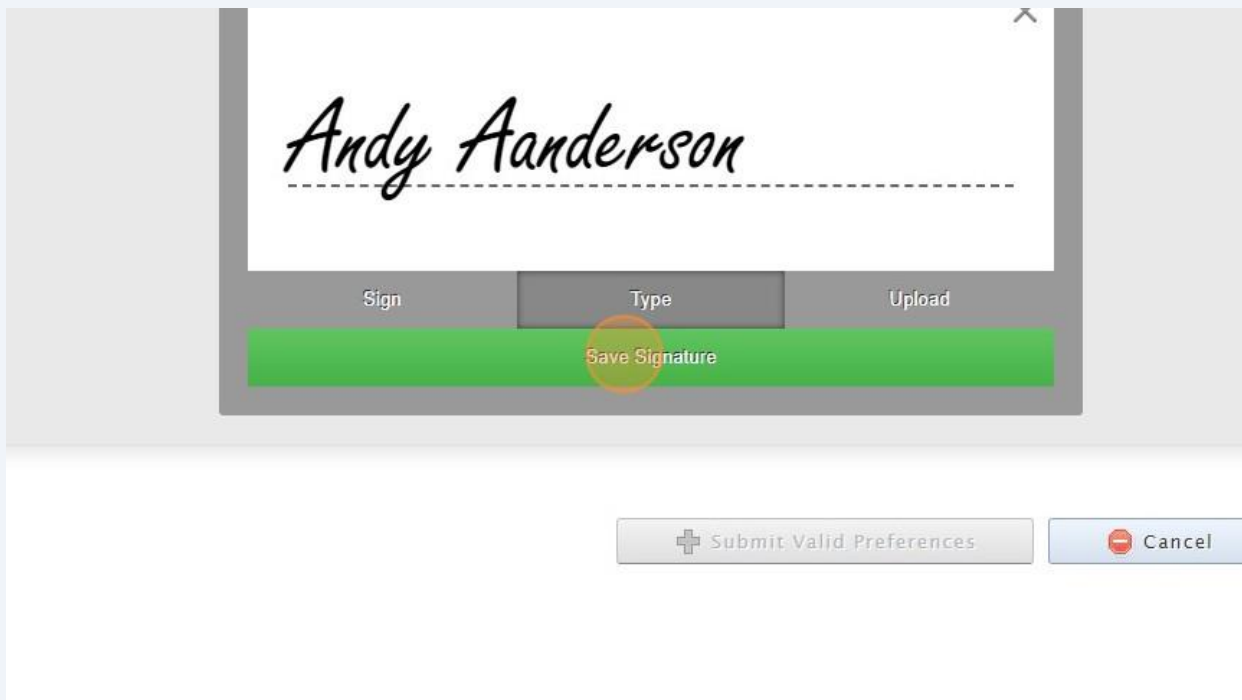 Andy Aanderson
Sign Type Upload
Save Signature
Submit Valid Preferences Cancel